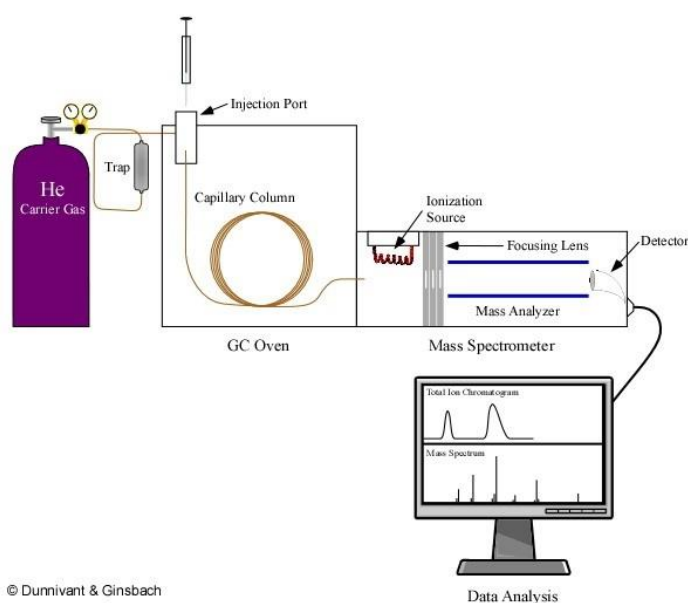 Injection Port
He
Carrier Gas
Trap
Capillary Column
Ionization
Source
Focusing Lens
Detector
Mass Analyzer
GC Oven
Mass Spectrometer
Total Ion Chromatogram
Mass Spectrum
© Dunnivant & Ginsbach
Data Analysis